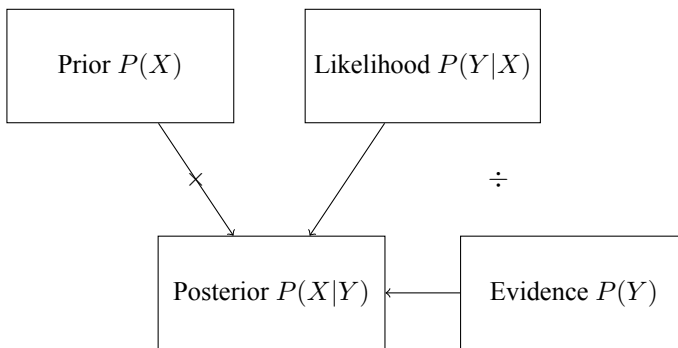 Prior P(X)
Likelihood P(Y|X)
×
÷
Posterior P(X|Y)
Evidence P(Y)